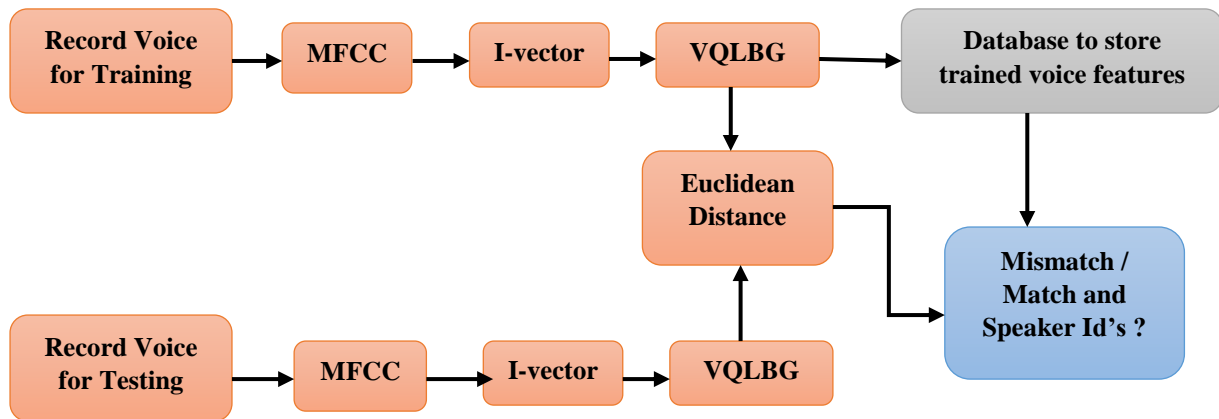 Record Voice
for Training
MFCC
I-vector
VQLBG
Database to store
trained voice features
Euclidean
Distance
Mismatch /
Match and
Speaker Id's ?
Record Voice
for Testing
MFCC
I-vector
VQLBG